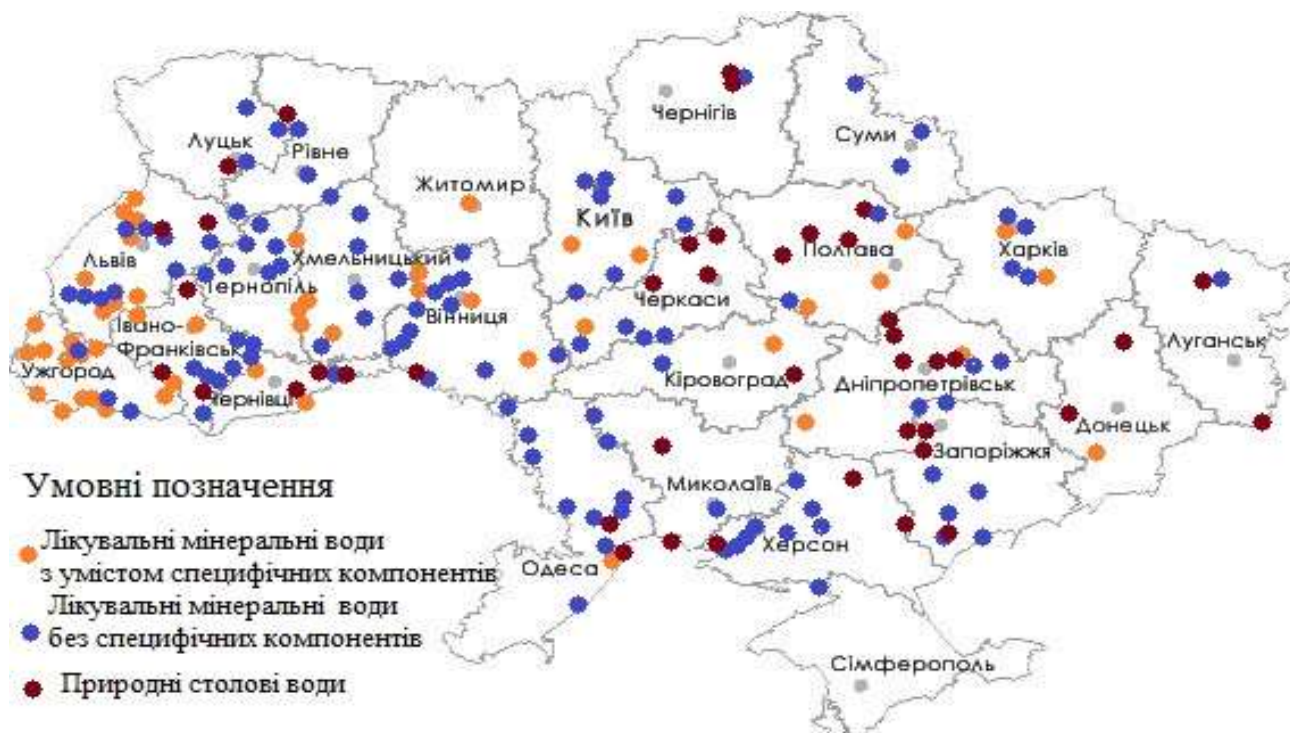 Чернігів
Суми
Луцьк
Рівне
Житомир
Київ
Львів
Тернопіль
Хмельницький
Вінниця
Черкаси
Полтава
Харків
Луганськ
Ужгород
Івано-
Франківськ
Чернівці
Кіровоград
Дніпропетрівськ
Донецьк
Запоріжжя
Миколаїв
Херсон
Одеса
Сімферополь
Умовні позначення
Лікувальні мінеральні води
з умістом специфічних компонентів
Лікувальні мінеральні води
без специфічних компонентів
Природні столові води